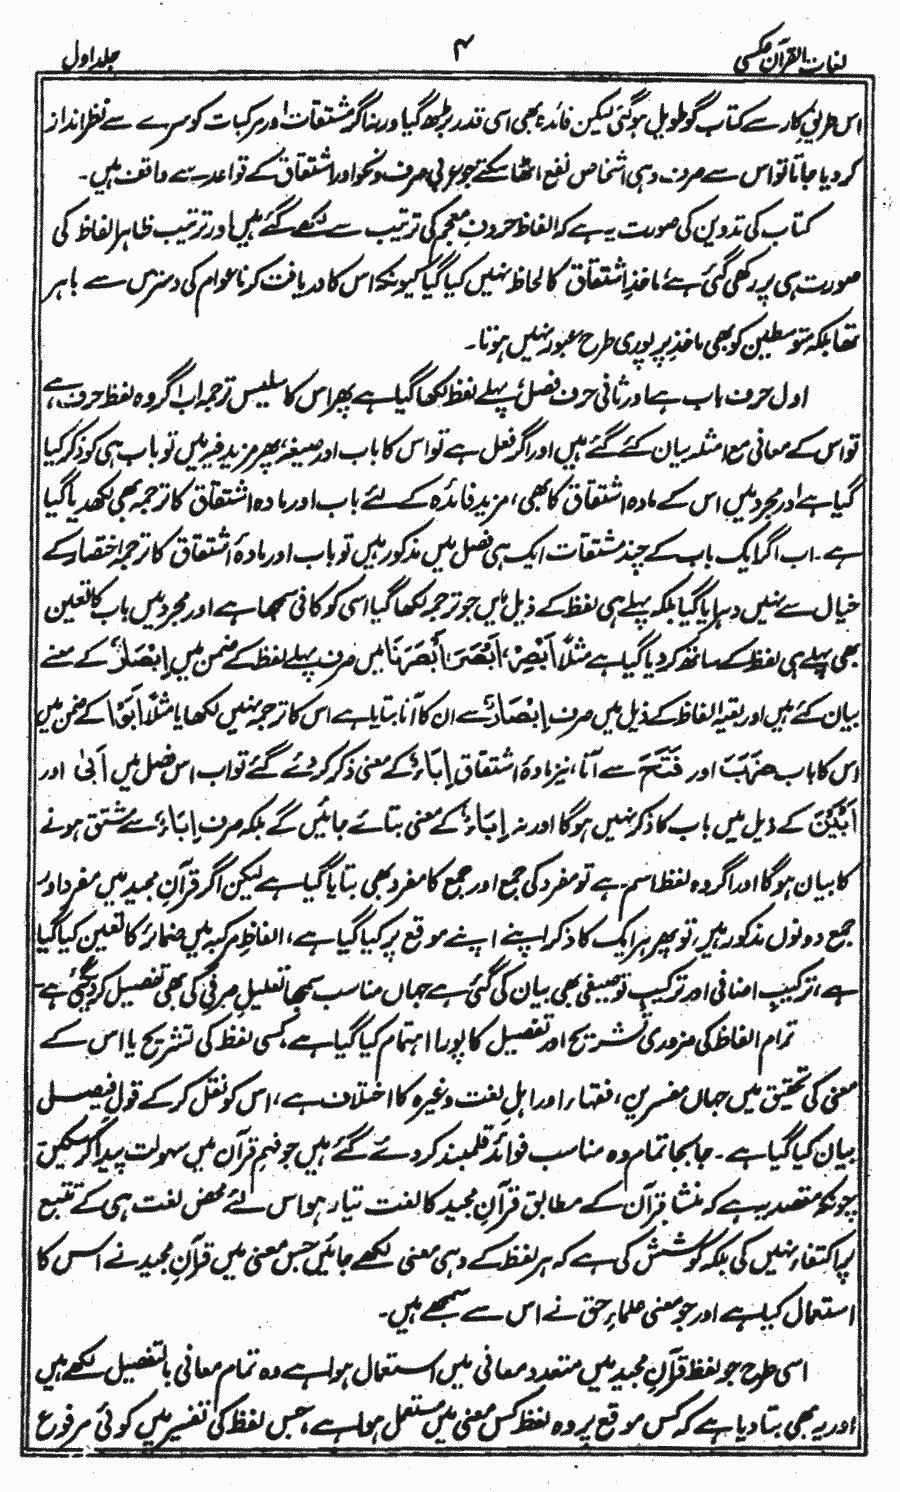 لغات القرآن مکسی
۴
جلد اول
اس طریقِ کار سے کتاب گو طویل ہوگئی لیکن فائدہ بھی اسی قدر بڑھ گیا ورنہ اگر مشتقات اور مرکبات کو سرے سے نظر انداز
کر دیا جاتا تو اس سے صرف وہی اشخاص نفع اٹھا سکتے جو عربی صرف و نحو اور اشتقاق کے قواعد سے واقف ہیں۔
کتاب کی تدوین کی صورت یہ ہے کہ الفاظ حروفِ معجم کی ترتیب سے لکھے گئے ہیں اور ترتیب ظاہر الفاظ کی
صورت ہی پر رکھی گئی ہے ماخذِ اشتقاق کا لحاظ نہیں کیا گیا کیونکہ اس کا دریافت کرنا عوام کی دسترس سے باہر
تھا بلکہ متوسطین کو بھی ماخذ پر پوری طرح عبور نہیں ہوتا۔
اول حرف باب ہے اور ثانی حرف فصل، پہلے لفظ لکھا گیا ہے پھر اس کا سلیس ترجمہ اب اگر وہ لفظ حرف ہے
تو اس کے معانی مع امثلہ بیان کئے گئے ہیں اور اگر فعل ہے تو اس کا باب اور صیغہ، پھر مزید فیہ میں تو باب ہی کو ذکر کیا
گیا ہے اور مجرد میں اس کے مادہ اشتقاق کا بھی، مزید فائدہ کے لئے باب اور مادہ اشتقاق کا ترجمہ بھی لکھدیا گیا
ہے۔ اب اگر ایک باب کے چند مشتقات ایک ہی فصل میں مذکور ہیں تو باب اور مادۂ اشتقاق کا ترجمہ اختصار کے
خیال سے نہیں دہرایا گیا بلکہ پہلے ہی لفظ کے ذیل میں جو ترجمہ لکھا گیا اسی کو کافی سمجھا ہے اور مجرد میں باب کا تعین
بھی پہلے ہی لفظ کے ساتھ کر دیا گیا ہے مثلاً اَبْصِرْ، اَبْصَرَ، اَبْصَرْنَا میں صرف پہلے لفظ کے ضمن میں اِبْصَارٌ کے معنے
بیان کئے ہیں اور بقیہ الفاظ کے ذیل میں صرف اِبْصَارٌ سے ان کا آنا بتایا ہے اس کا ترجمہ نہیں لکھا یا مثلاً اَبَوْا کے ضمن میں
اس کا باب ضَرَبَ اور فَتَحَ سے آنا، نیز مادۂ اشتقاق اِبَاءٌ کے معنی ذکر کر دئے گئے تو اب اس فصل میں اَبٰی اور
اَبَیْنَ کے ذیل میں باب کا ذکر نہیں ہوگا اور نہ اِبَاءٌ کے معنی بتائے جائیں گے بلکہ صرف اِبَاءٌ سے مشتق ہونے
کا بیان ہوگا اور اگر وہ لفظ اسم ہے تو مفرد کی جمع اور جمع کا مفرد بھی بتایا گیا ہے لیکن اگر قرآنِ مجید میں مفرد اور
جمع دونوں مذکور ہیں، تو پھر ہر ایک کا ذکر اپنے اپنے موقع پر کیا گیا ہے، الفاظِ مرکبہ میں ضمائر کا تعین کیا گیا
ہے، ترکیبِ اضافی اور ترکیبِ توصیفی بھی بیان کی گئی ہے جہاں مناسب سمجھا تعلیلِ صرفی کی بھی تفصیل کردیگئی ہے
تمام الفاظ کی ضروری تشریح اور تفصیل کا پورا اہتمام کیا گیا ہے، کسی لفظ کی تشریح یا اس کے
معنی کی تحقیق میں جہاں مفسرین، فقہاء اور اہلِ لغت وغیرہ کا اختلاف ہے، اس کو نقل کر کے قولِ فیصل
بیان کیا گیا ہے۔ جابجا تمام وہ مناسب فوائد قلمبند کر دئے گئے ہیں جو فہمِ قرآن میں سہولت پیدا کر سکیں
چونکہ مقصد یہ ہے کہ منشاءِ قرآن کے مطابق قرآنِ مجید کا لغت تیار ہو اس لئے محض لغت ہی کے تتبع
پر اکتفاء نہیں کی بلکہ کوشش کی ہے کہ ہر لفظ کے وہی معنی لکھے جائیں جس معنی میں قرآنِ مجید نے اس کا
استعمال کیا ہے اور جو معنی علماءِ حق نے اس سے سمجھے ہیں۔
اسی طرح جو لفظ قرآنِ مجید میں متعدد معانی میں استعمال ہوا ہے وہ تمام معانی بالتفصیل لکھے ہیں
اور یہ بھی بتا دیا ہے کہ کس موقع پر وہ لفظ کس معنی میں مستعمل ہوا ہے، جس لفظ کی تفسیر میں کوئی مرفوع